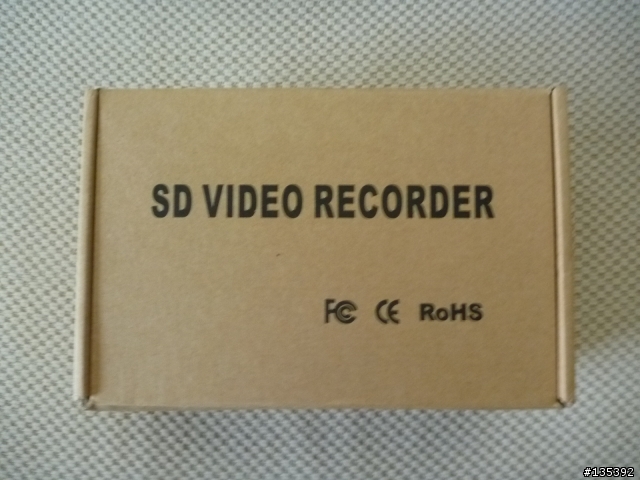 SD VIDEO RECORDER
FC CE RoHS
#135392